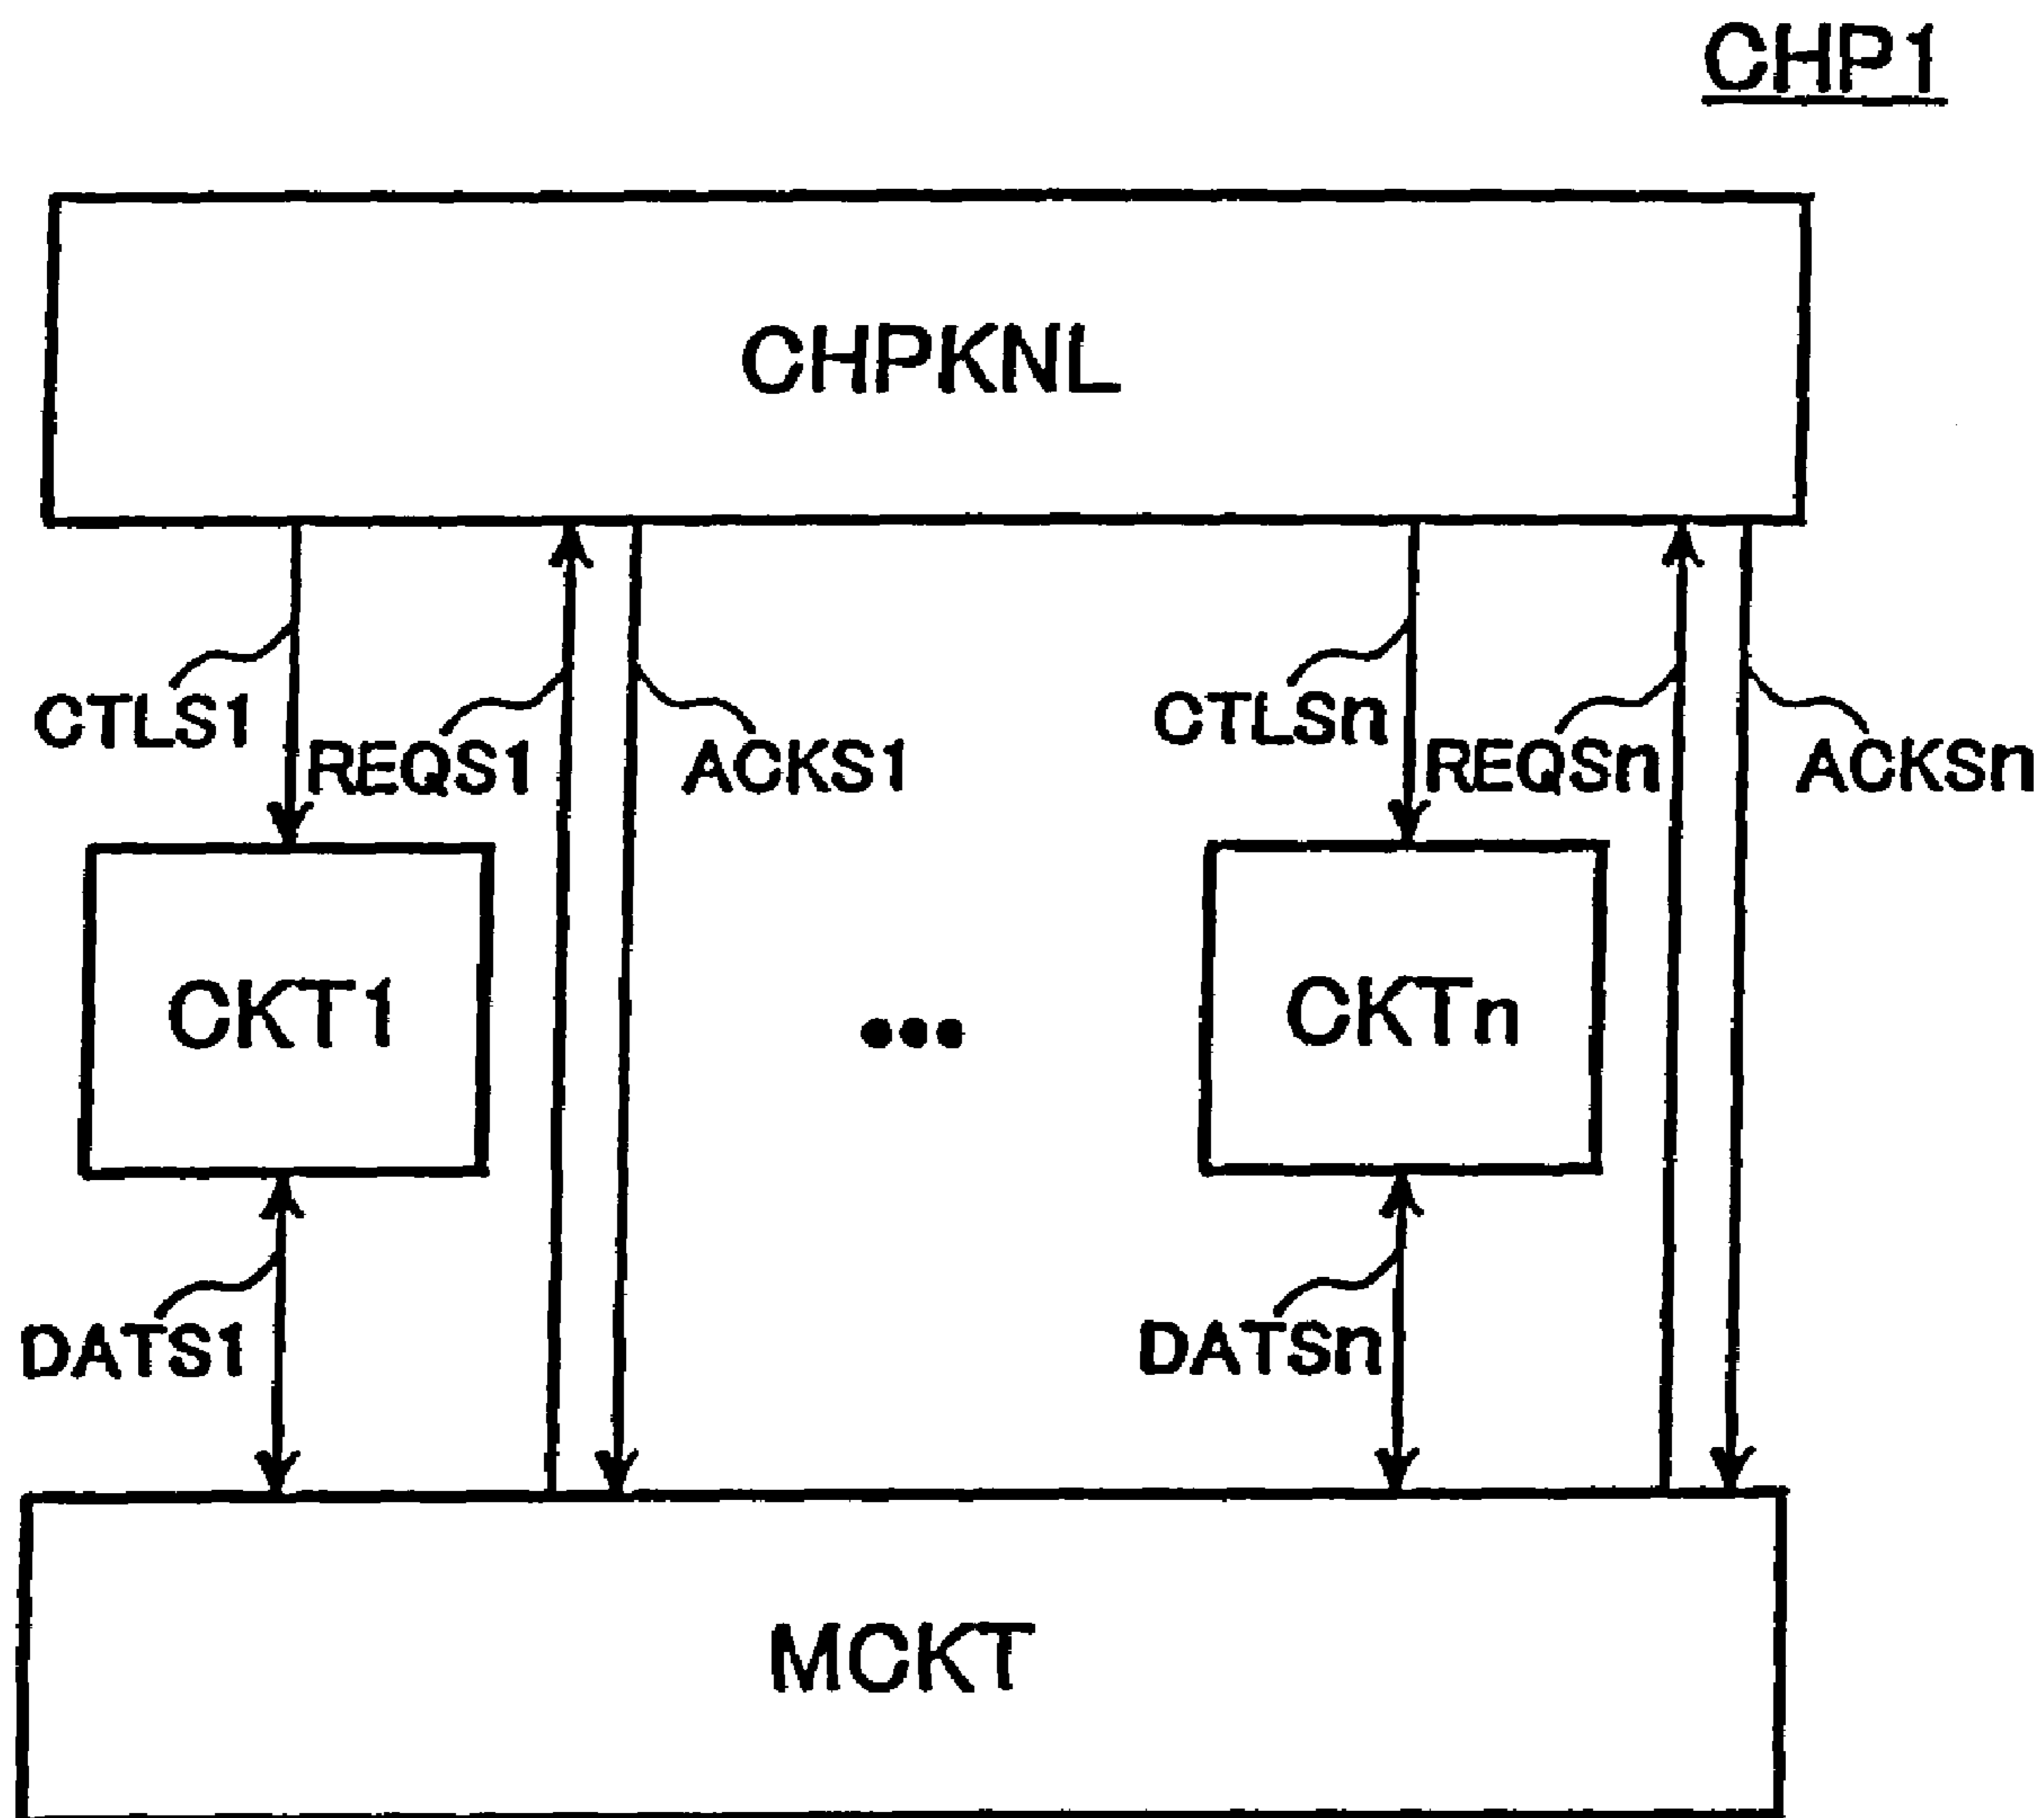 CHP1
CHPKNL
CTLS1
REQS1
ACKS1
CTLSn
REQSn
ACKSn
CKT1
•••
CKTn
DATS1
DATSn
MCKT